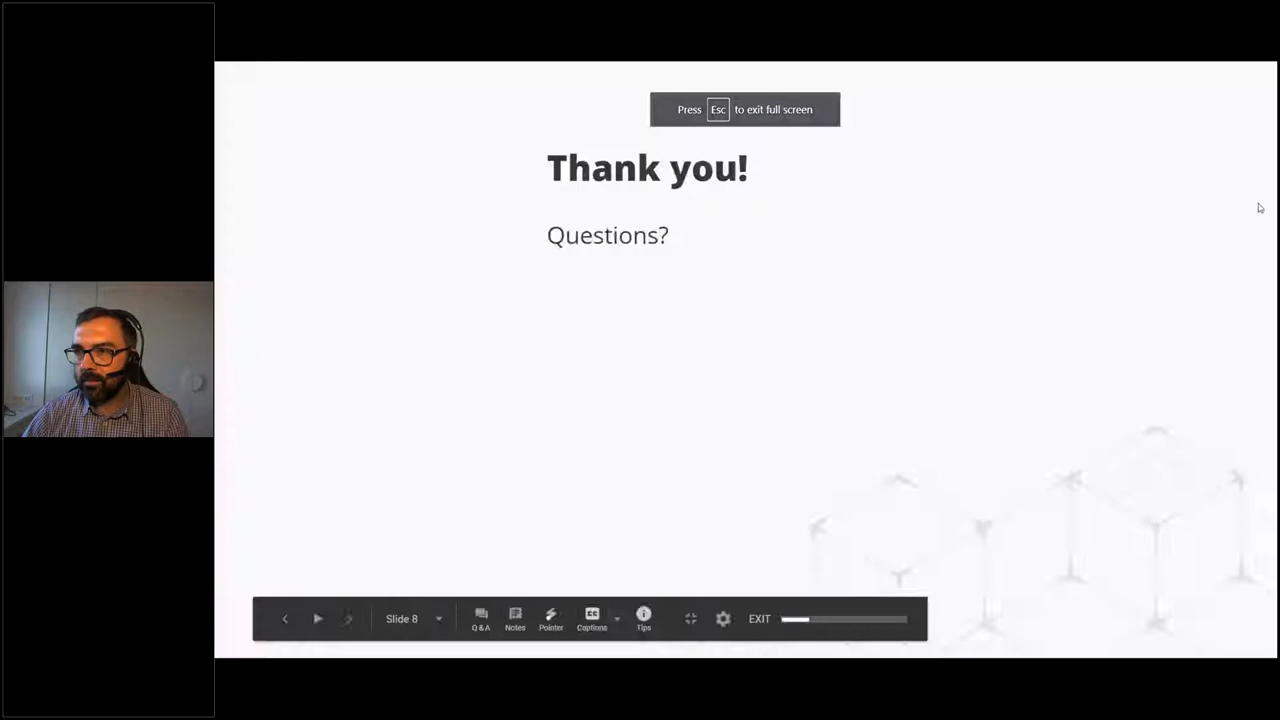 Press Esc to exit full screen
Thank you!
Questions?
Slide 8
Q & A
Notes
Pointer
Captions
Tips
EXIT